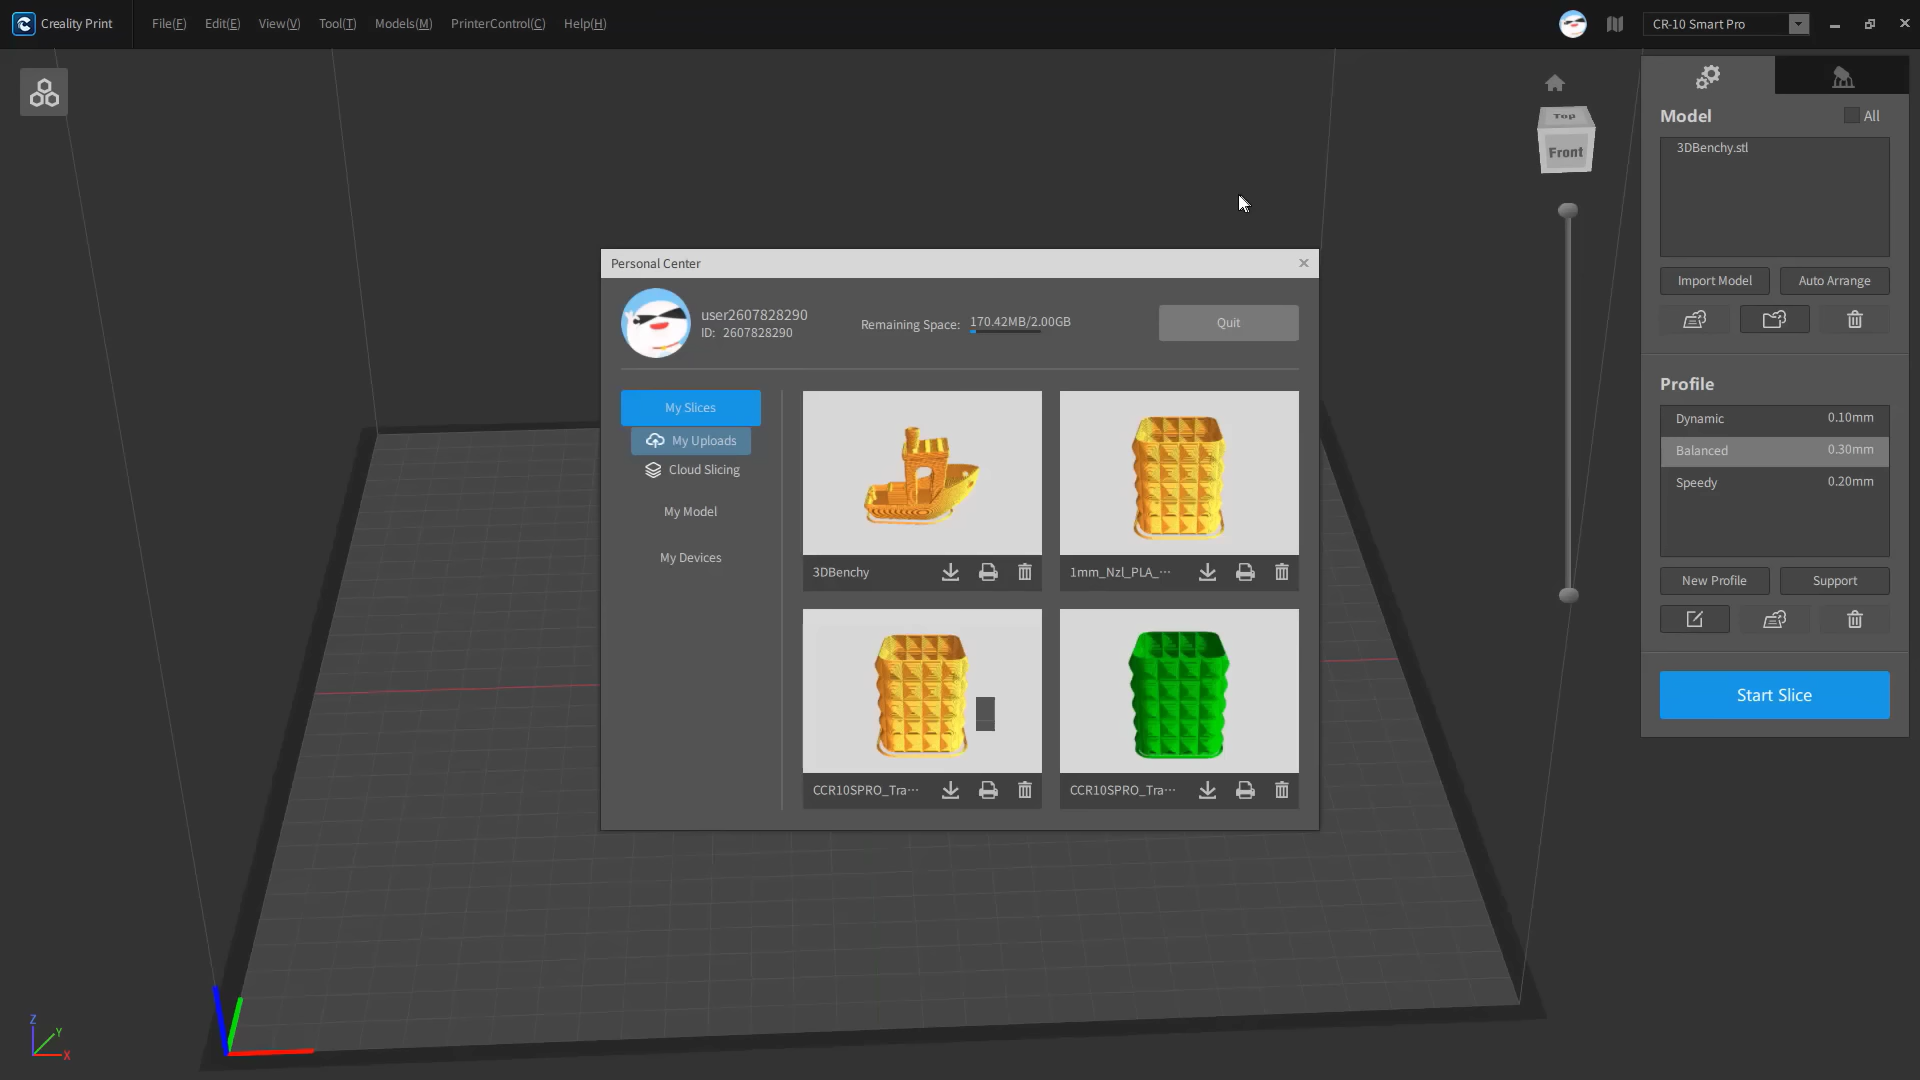 Creality Print
File(F)
Edit(E)
View(V)
Tool(T)
Models(M)
PrinterControl(C)
Help(H)
CR-10 Smart Pro
Top
Front
Model
All
3DBenchy.stl
Import Model
Auto Arrange
Profile
Dynamic 0.10mm
Balanced 0.30mm
Speedy 0.20mm
New Profile
Support
Start Slice
Personal Center
user2607828290
ID: 2607828290
Remaining Space: 170.42MB/2.00GB
Quit
My Slices
My Uploads
Cloud Slicing
My Model
My Devices
3DBenchy
1mm_Nzl_PLA_···
CCR10SPRO_Tra···
CCR10SPRO_Tra···
Z
Y
X